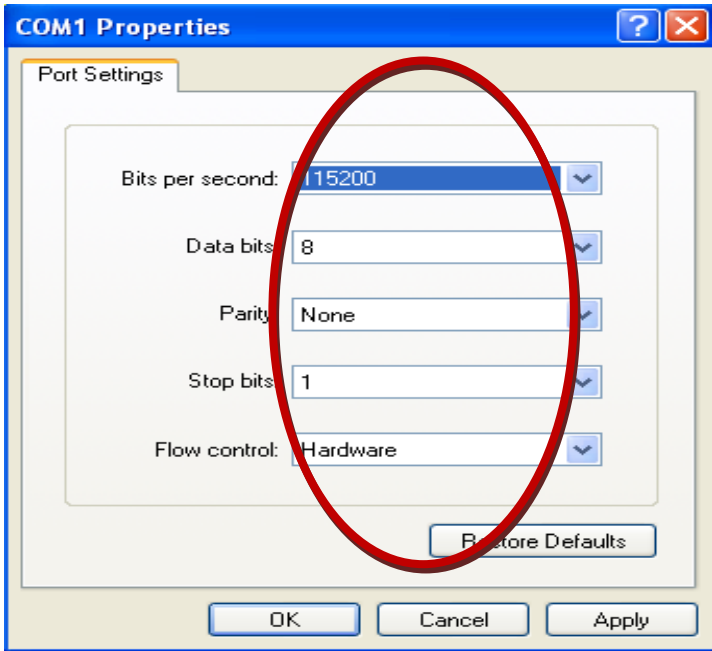 COM1 Properties
Port Settings
Bits per second: 115200
Data bits: 8
Parity: None
Stop bits: 1
Flow control: Hardware
Restore Defaults
OK Cancel Apply